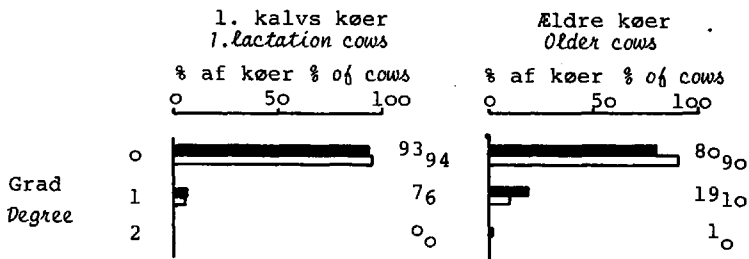 1. kalvs køer Ældre køer
1.lactation cows Older cows
% af køer % of cows % af køer % of cows
0 50 100 0 50 100
0 93 94 80 90
Grad
1 7 6 19 10
Degree
2 0 0 1 0